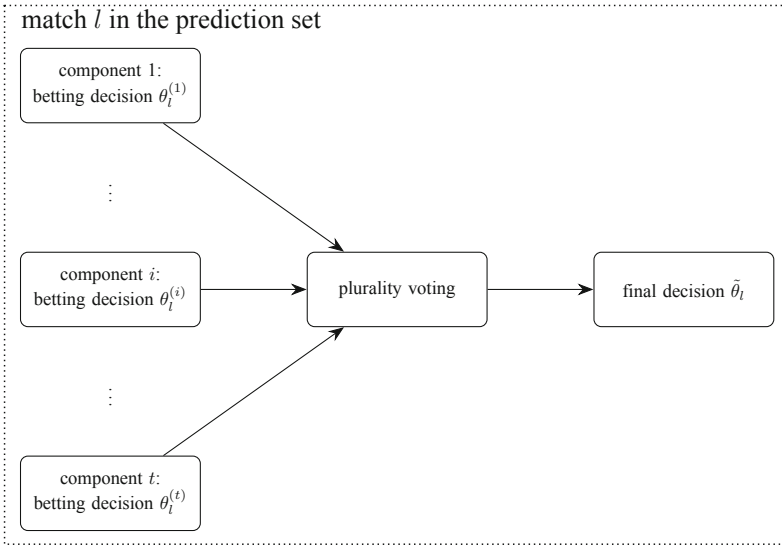 match l in the prediction set
component 1:
betting decision θ_l^(1)
⋮
component i:
betting decision θ_l^(i)
plurality voting
final decision θ̃_l
⋮
component t:
betting decision θ_l^(t)